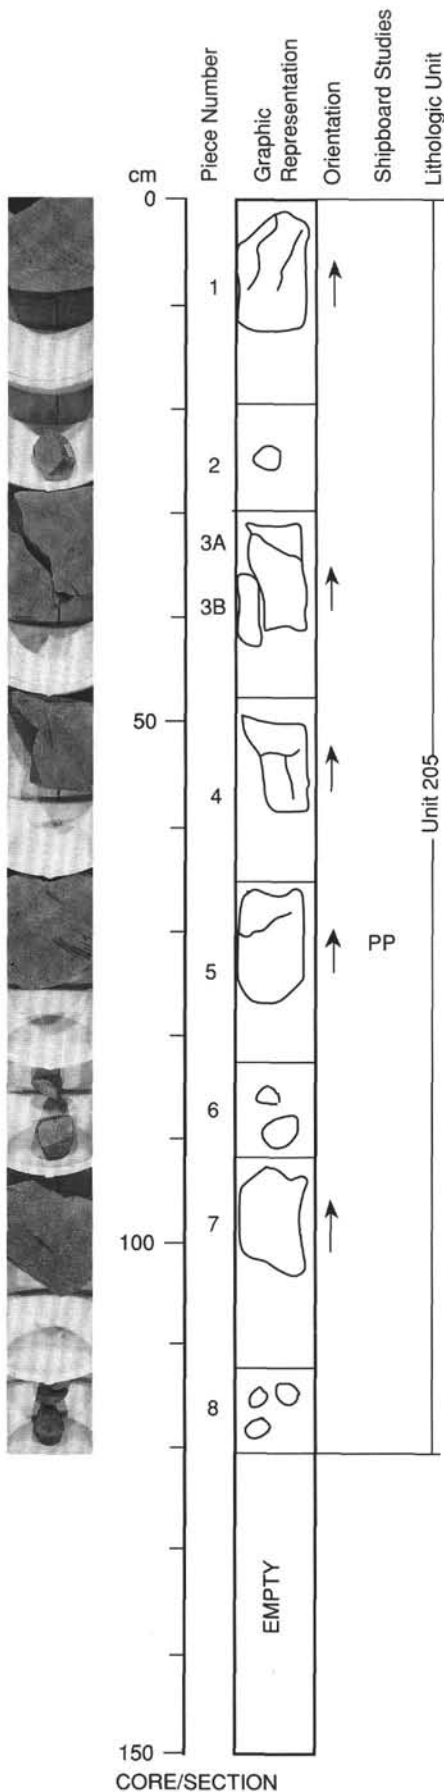 cm
Piece Number
Graphic
Representation
Orientation
Shipboard Studies
Lithologic Unit
0
1
2
3A
3B
50
4
Unit 205
5
PP
6
7
100
8
EMPTY
150
CORE/SECTION